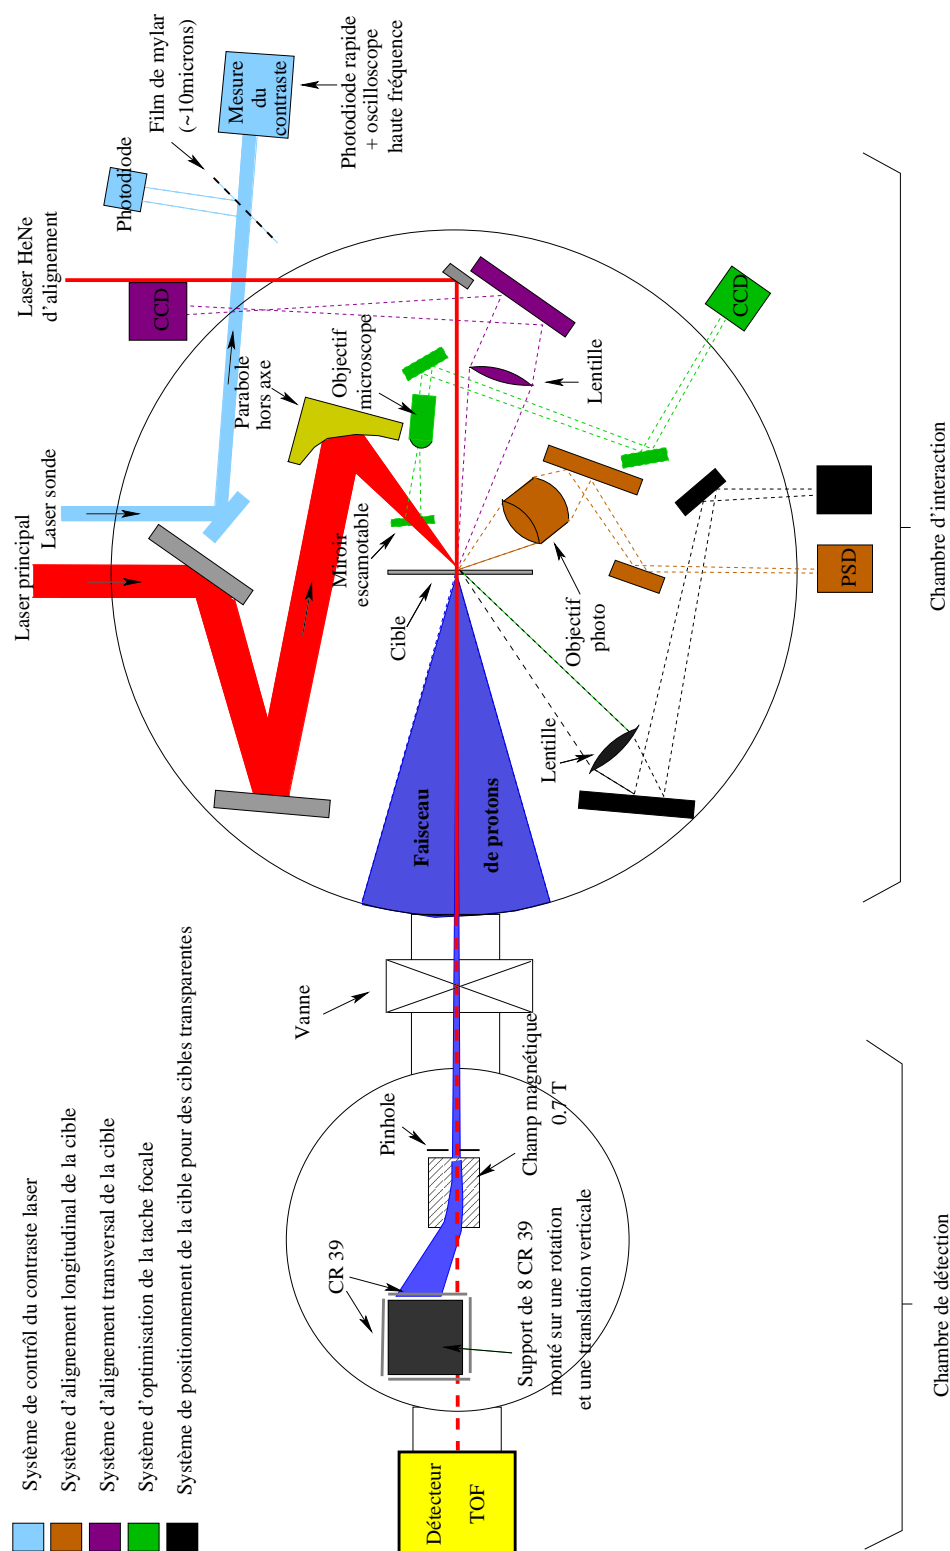 Système de contrôl du contraste laser
Système d'alignement longitudinal de la cible
Système d'alignement transversal de la cible
Système d'optimisation de la tache focale
Système de positionnement de la cible pour des cibles transparentes
Laser principal
Laser sonde
Laser HeNe
d'alignement
Photodiode
Film de mylar
(~10microns)
Mesure
du
contraste
Photodiode rapide
+ oscilloscope
haute fréquence
CCD
Parabole
hors axe
Objectif
microscope
Miroir
escamotable
Cible
Lentille
CCD
Objectif
photo
PSD
Lentille
Faisceau
de protons
Vanne
Pinhole
Champ magnétique
0.7 T
CR 39
Support de 8 CR 39
monté sur une rotation
et une translation verticale
Détecteur
TOF
Chambre de détection
Chambre d'interaction